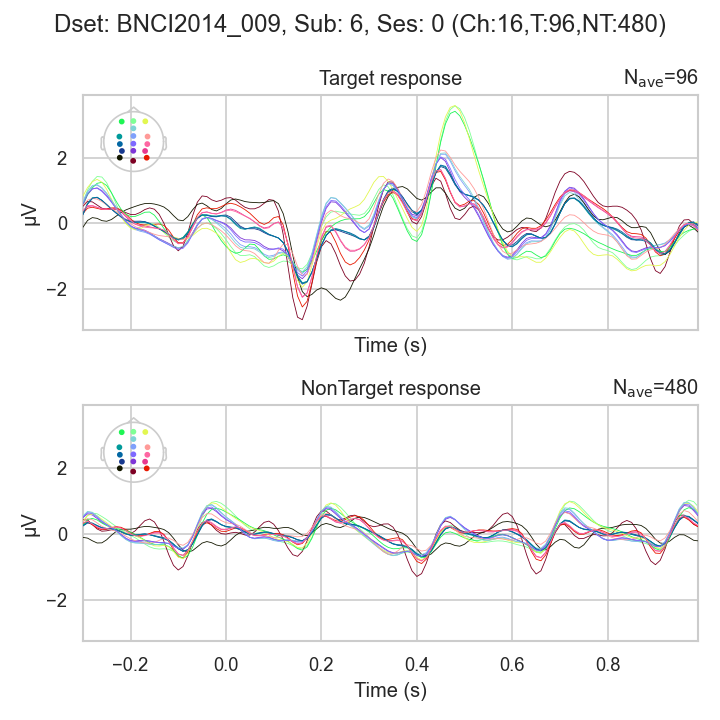 Dset: BNCI2014_009, Sub: 6, Ses: 0 (Ch:16,T:96,NT:480)
Target response
Nave=96
2
0
−2
µV
Time (s)
NonTarget response
Nave=480
2
0
−2
µV
−0.2 0.0 0.2 0.4 0.6 0.8
Time (s)